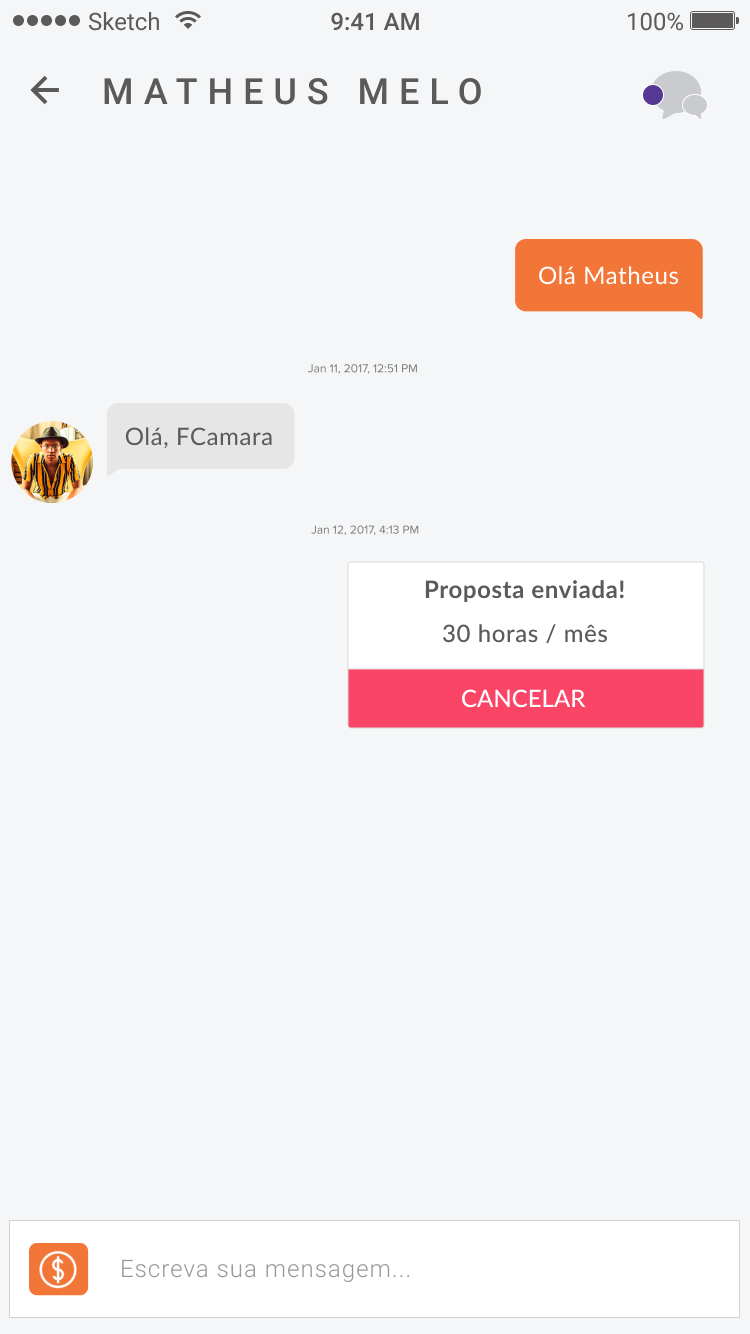 Sketch 9:41 AM 100%
MATHEUS MELO
Olá Matheus
Jan 11, 2017, 12:51 PM
Olá, FCamara
Jan 12, 2017, 4:13 PM
Proposta enviada!
30 horas / mês
CANCELAR
$ Escreva sua mensagem...